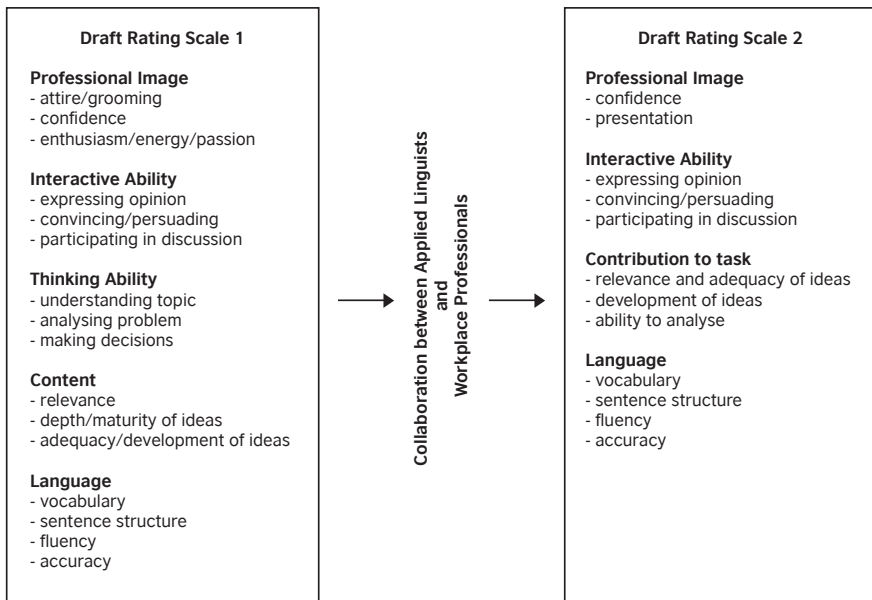 Draft Rating Scale 1
Professional Image
- attire/grooming
- confidence
- enthusiasm/energy/passion
Interactive Ability
- expressing opinion
- convincing/persuading
- participating in discussion
Thinking Ability
- understanding topic
- analysing problem
- making decisions
Content
- relevance
- depth/maturity of ideas
- adequacy/development of ideas
Language
- vocabulary
- sentence structure
- fluency
- accuracy
Collaboration between Applied Linguists
and
Workplace Professionals
Draft Rating Scale 2
Professional Image
- confidence
- presentation
Interactive Ability
- expressing opinion
- convincing/persuading
- participating in discussion
Contribution to task
- relevance and adequacy of ideas
- development of ideas
- ability to analyse
Language
- vocabulary
- sentence structure
- fluency
- accuracy